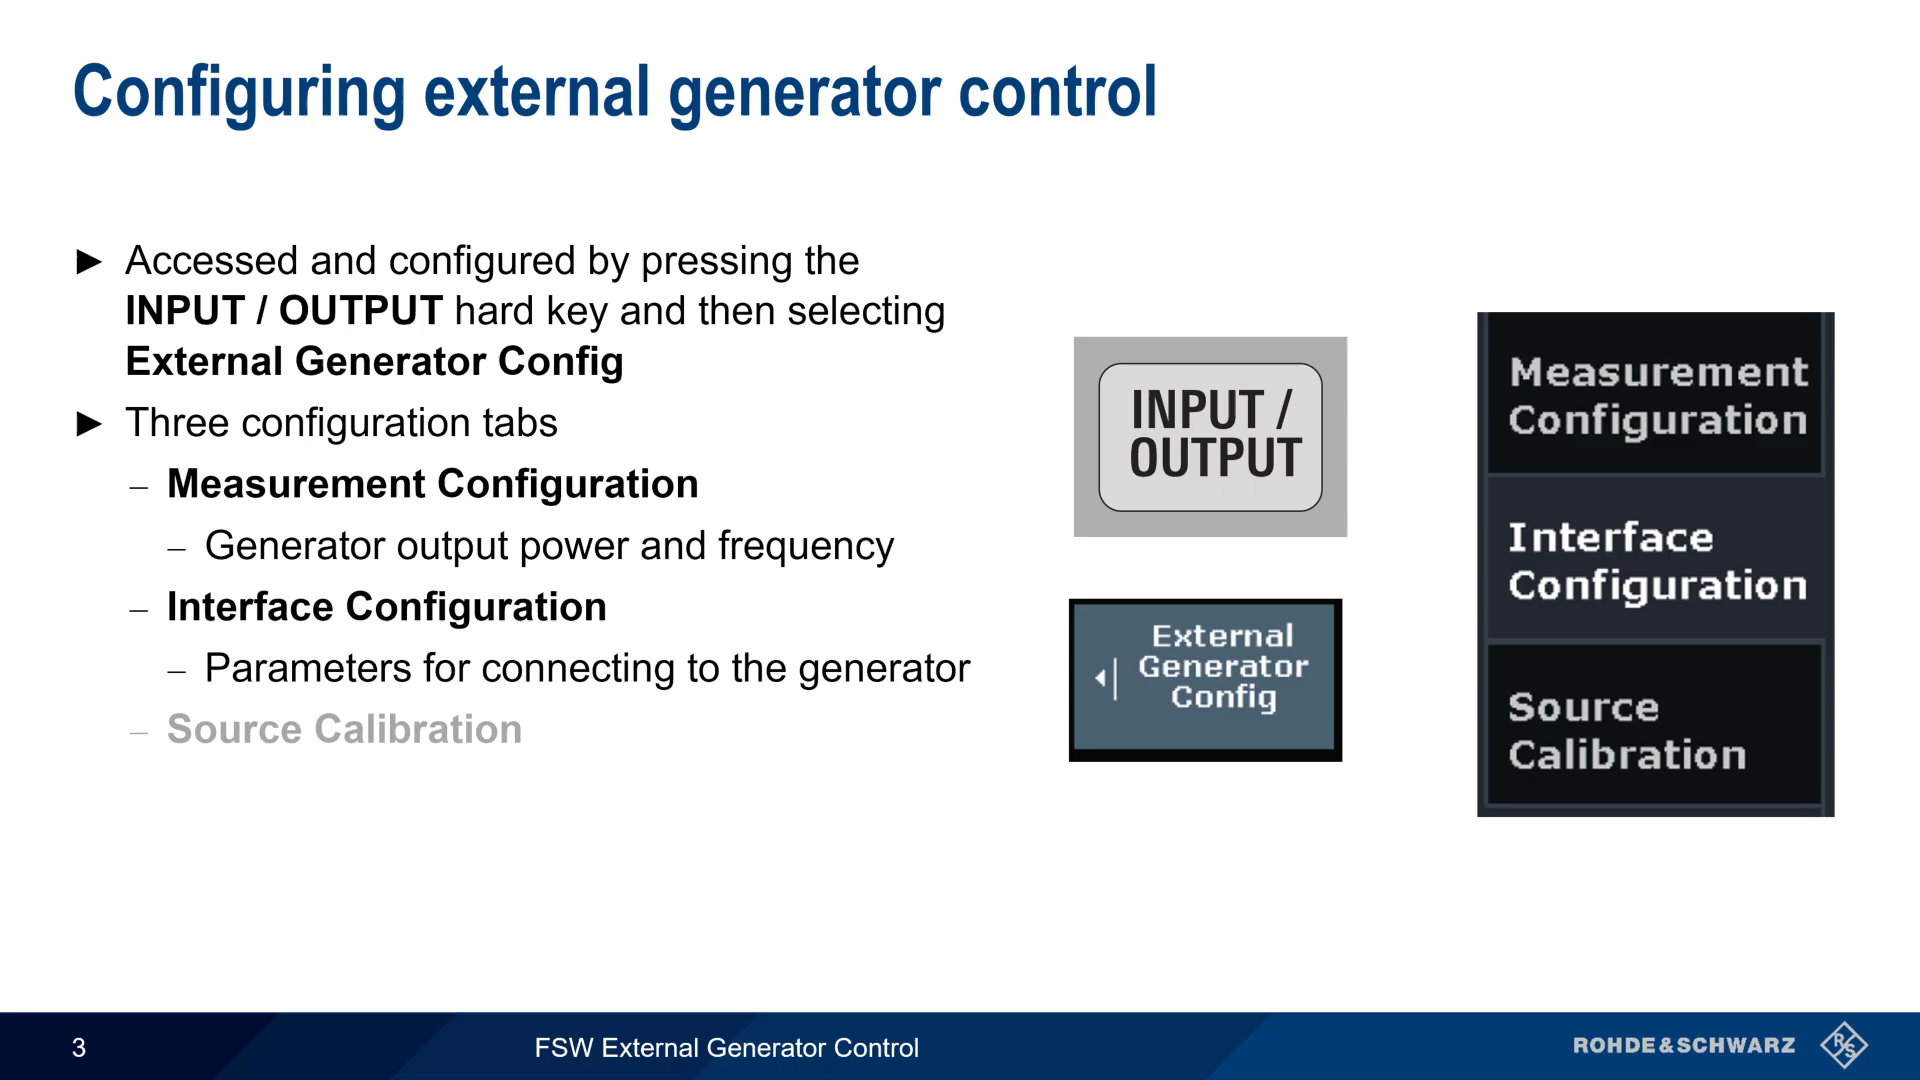 Configuring external generator control
► Accessed and configured by pressing the
INPUT / OUTPUT hard key and then selecting
External Generator Config
► Three configuration tabs
– Measurement Configuration
– Generator output power and frequency
– Interface Configuration
– Parameters for connecting to the generator
– Source Calibration
INPUT /
OUTPUT
External
Generator
Config
Measurement
Configuration
Interface
Configuration
Source
Calibration
3
FSW External Generator Control
ROHDE&SCHWARZ
R
S